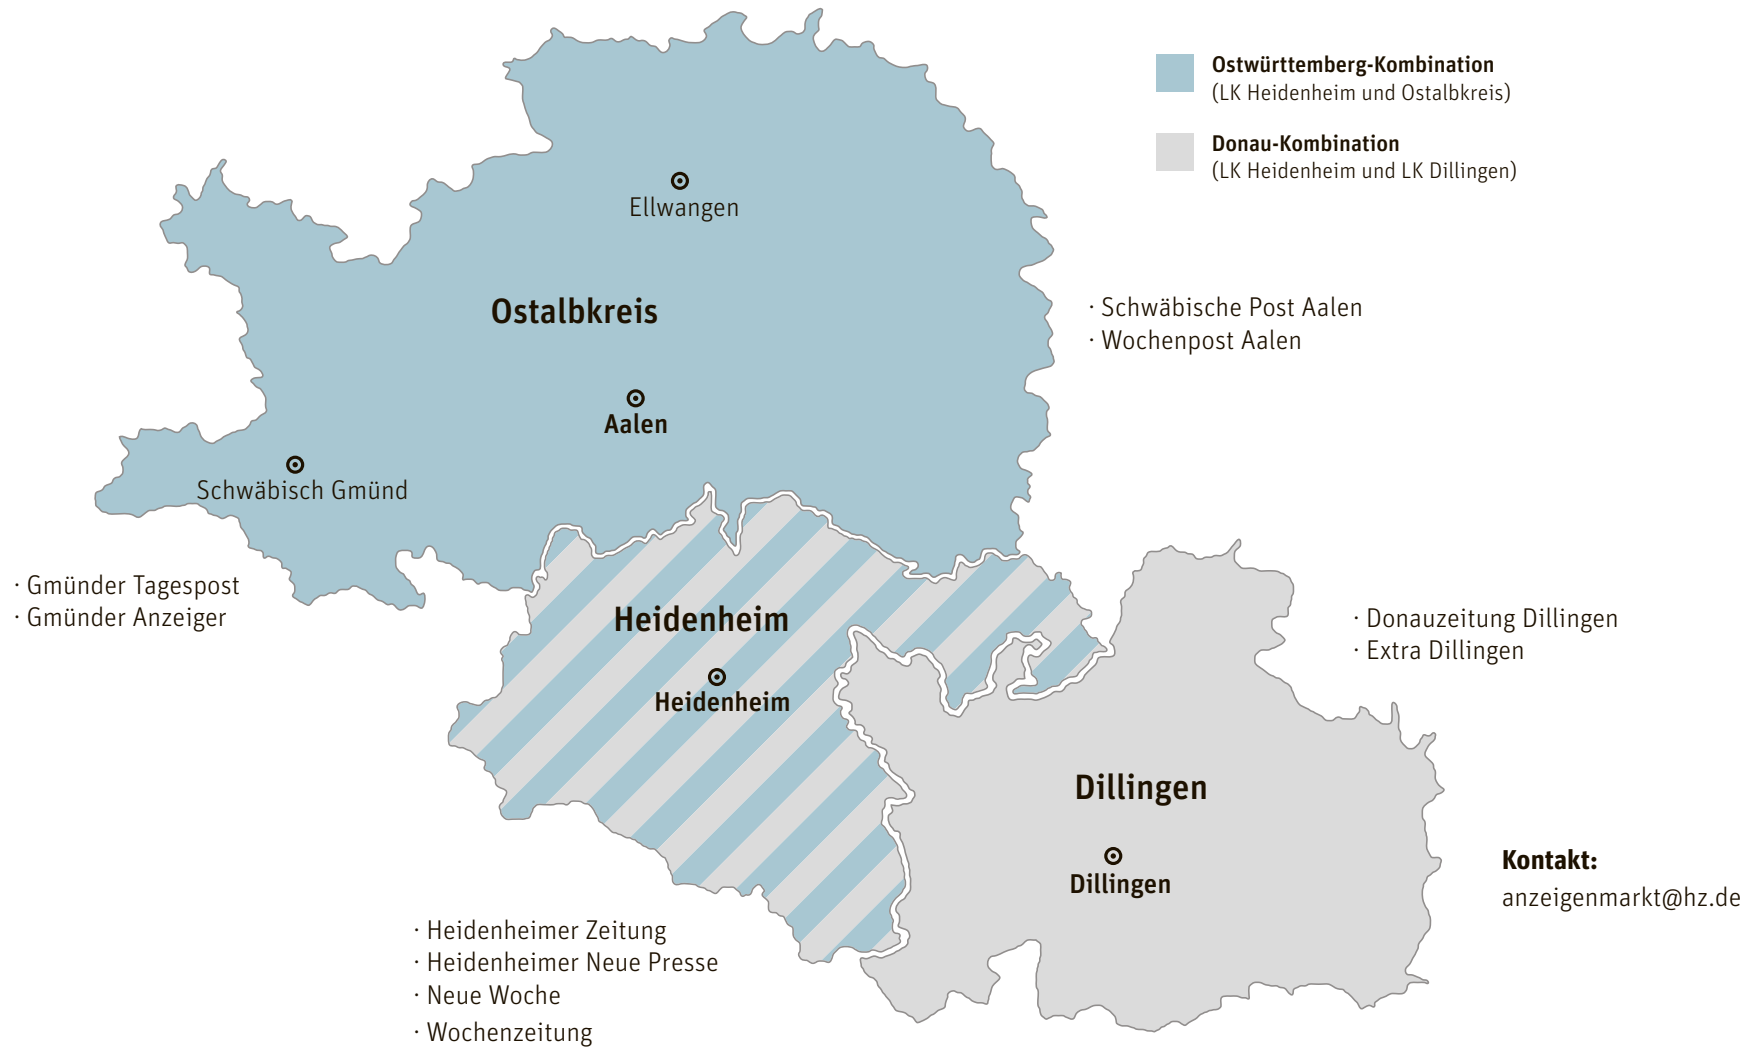 Ostwürttemberg-Kombination
(LK Heidenheim und Ostalbkreis)
Donau-Kombination
(LK Heidenheim und LK Dillingen)
Ellwangen
Ostalbkreis
· Schwäbische Post Aalen
· Wochenpost Aalen
Aalen
Schwäbisch Gmünd
· Gmünder Tagespost
· Gmünder Anzeiger
Heidenheim
Heidenheim
· Donauzeitung Dillingen
· Extra Dillingen
Dillingen
Dillingen
Kontakt:
anzeigenmarkt@hz.de
· Heidenheimer Zeitung
· Heidenheimer Neue Presse
· Neue Woche
· Wochenzeitung